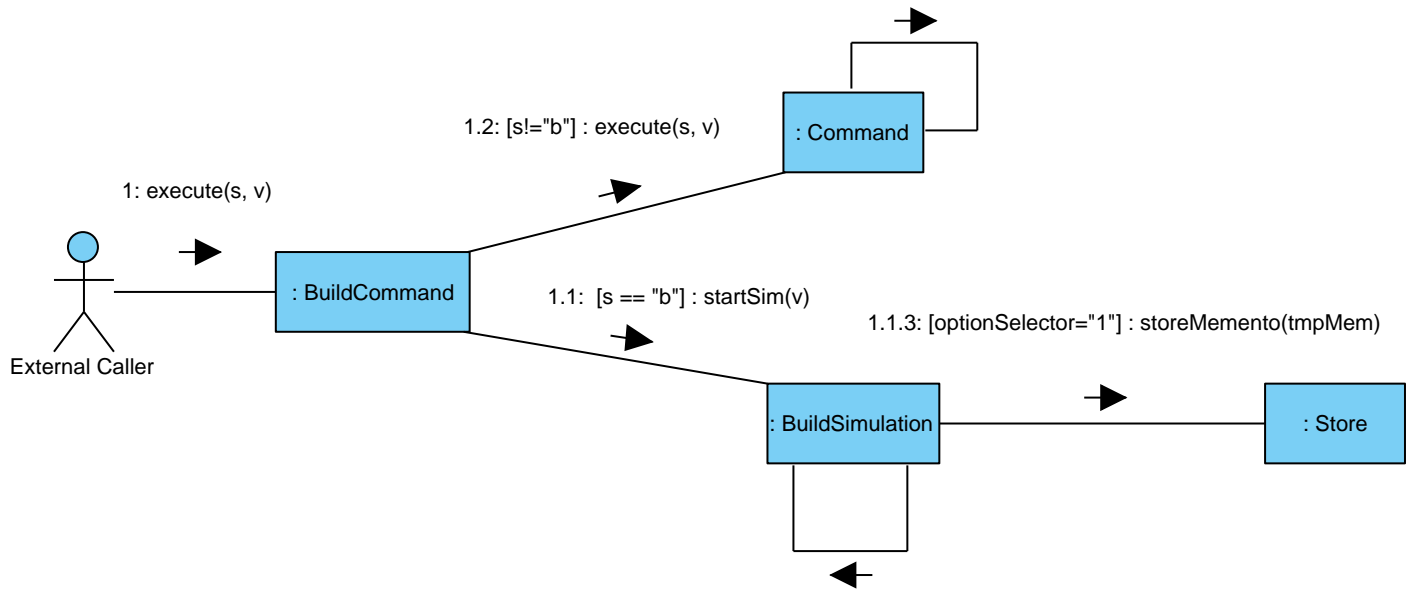 1.2: [s!="b"] : execute(s, v)
: Command
1: execute(s, v)
: BuildCommand
1.1:  [s == "b"] : startSim(v)
1.1.3: [optionSelector="1"] : storeMemento(tmpMem)
External Caller
: BuildSimulation
: Store